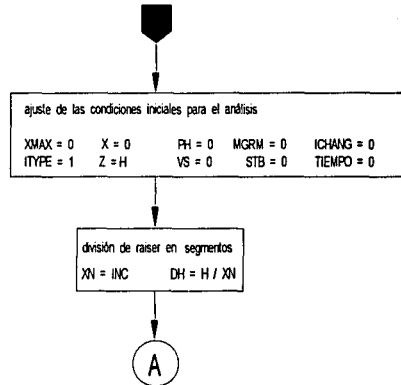 ajuste de las condiciones iniciales para el análisis
XMAX = 0 X = 0 PH = 0 MGRM = 0 ICHANG = 0
ITYPE = 1 Z = H VS = 0 STB = 0 TIEMPO = 0
división de raiser en segmentos
XN = INC DH = H / XN
A